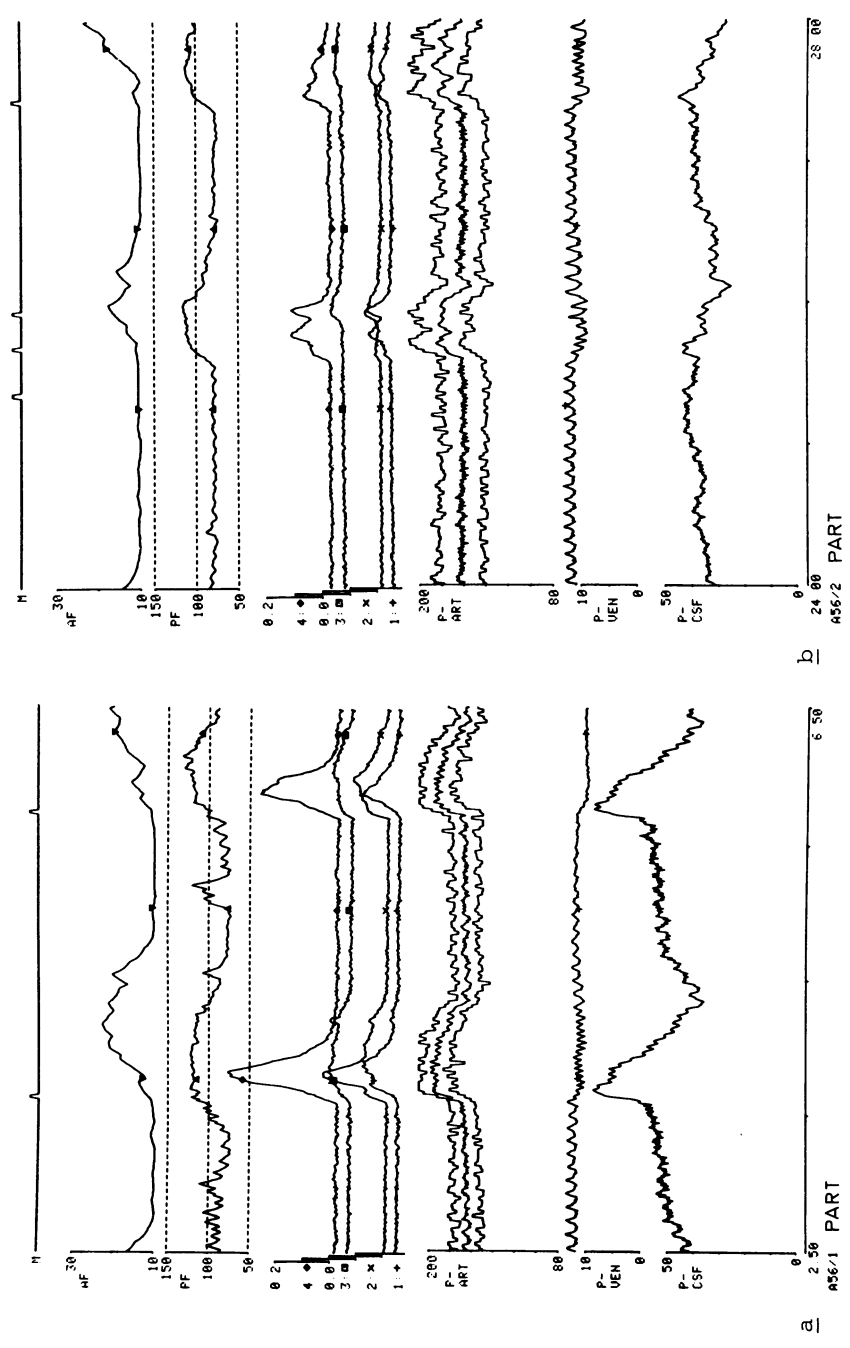 M
30
AF
10
150
PF
100
50
0.2
4 ◆
0.0
3:◘
2:×
1:+
200
P-
ART
80
10
P-
VEN
0
50
P-
CSF
0
2.50 6 50
A56/1 PART
a
M
30
AF
10
150
PF
100
50
0.2
4:◆
0.0
3:◘
2:×
1:+
200
P-
ART
80
10
P-
VEN
0
50
P-
CSF
0
24 00 28 00
A56/2 PART
b